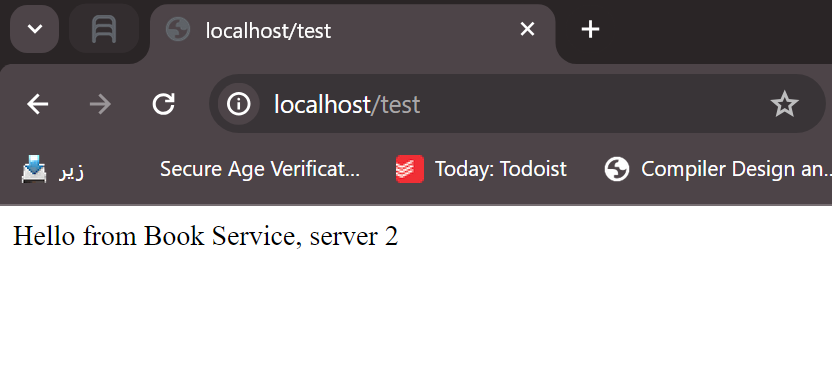 localhost/test
localhost/test
زیر Secure Age Verificat... Today: Todoist Compiler Design an...
Hello from Book Service, server 2